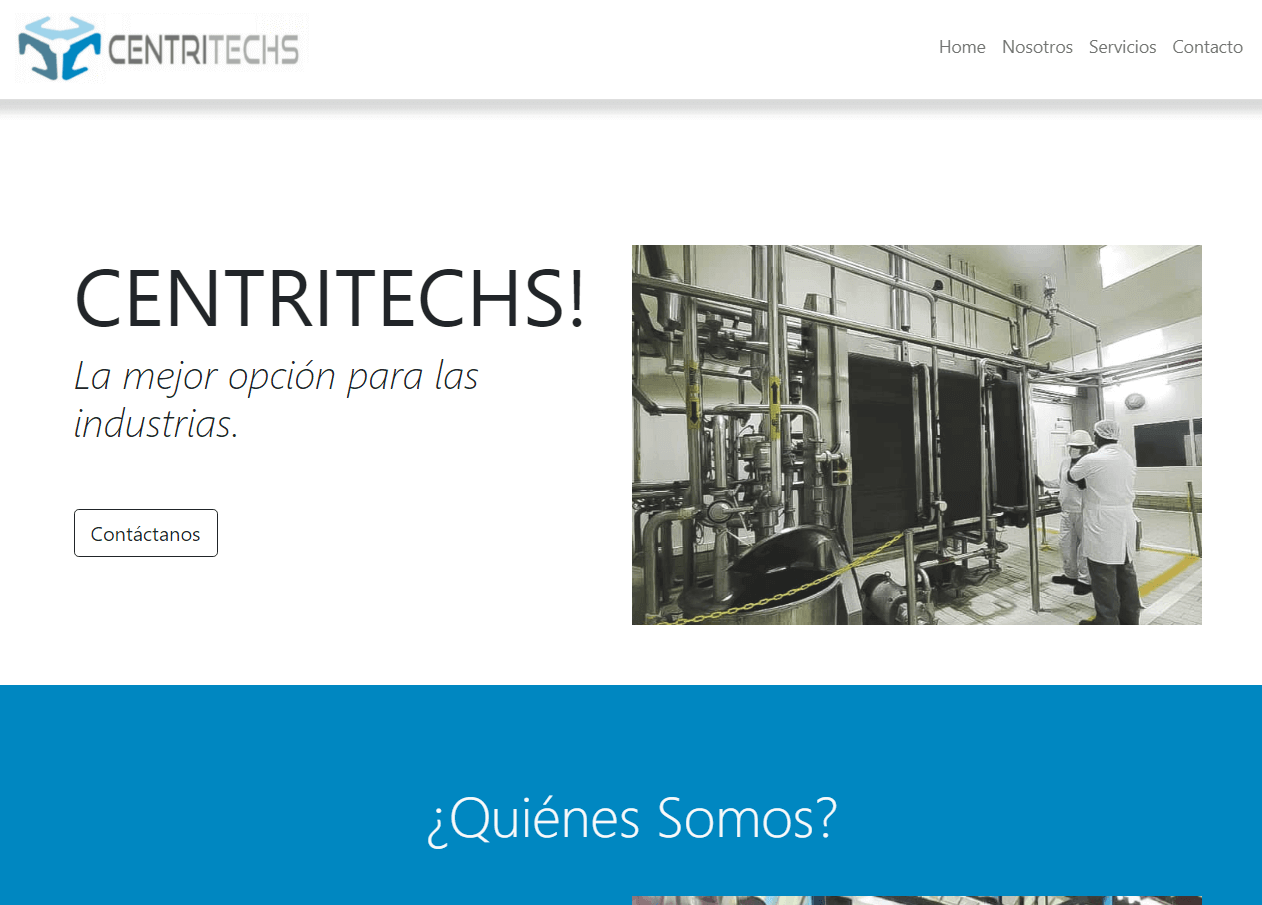 CENTRITECHS
Home Nosotros Servicios Contacto
CENTRITECHS!
La mejor opción para las
industrias.
Contáctanos
¿Quiénes Somos?